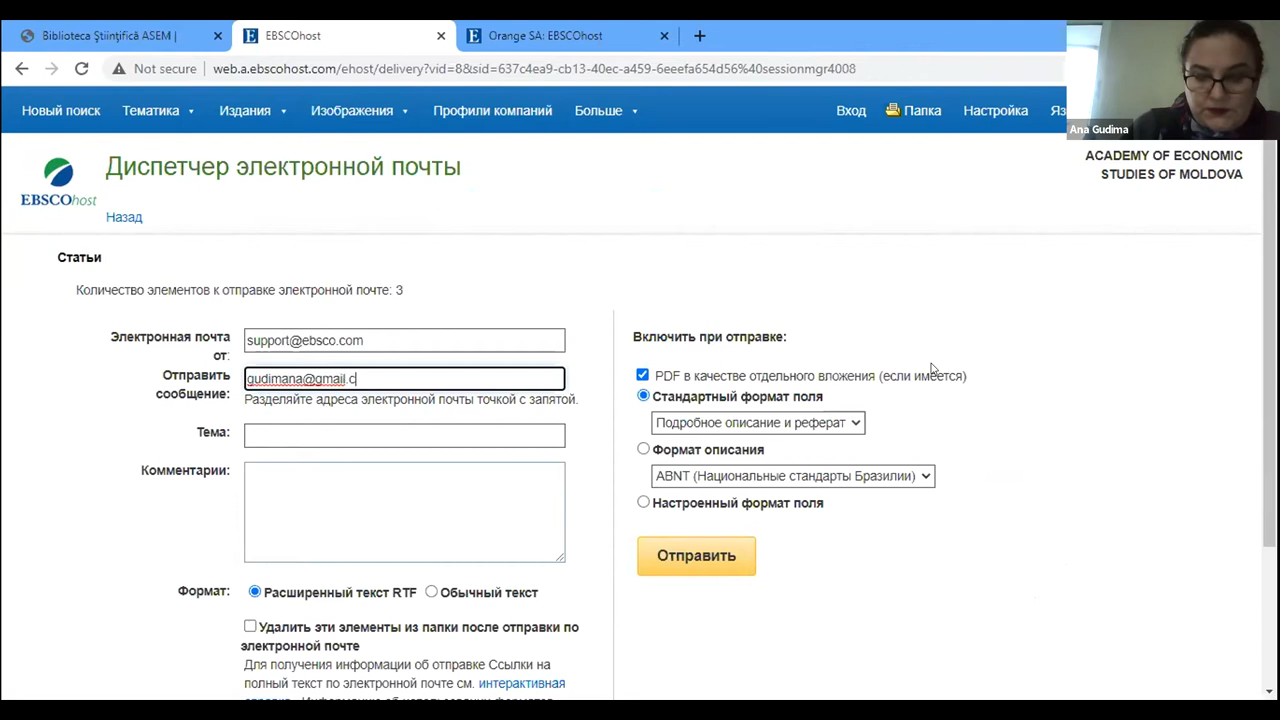 Biblioteca Ştiinţifică ASEM |
EBSCOhost
Orange SA: EBSCOhost
Not secure
web.a.ebscohost.com/ehost/delivery?vid=8&sid=637c4ea9-cb13-40ec-a459-6eeefa654d56%40sessionmgr4008
Новый поиск
Тематика
Издания
Изображения
Профили компаний
Больше
Вход
Папка
Настройка
Яз
Ana Gudima
EBSCOhost
Диспетчер электронной почты
ACADEMY OF ECONOMIC
STUDIES OF MOLDOVA
Назад
Статьи
Количество элементов к отправке электронной почте: 3
Электронная почта
от:
support@ebsco.com
Отправить
сообщение:
gudimana@gmail.c
Разделяйте адреса электронной почты точкой с запятой.
Тема:
Комментарии:
Формат:
Расширенный текст RTF
Обычный текст
Удалить эти элементы из папки после отправки по
электронной почте
Для получения информации об отправке Ссылки на
полный текст по электронной почте см. интерактивная
Включить при отправке:
PDF в качестве отдельного вложения (если имеется)
Стандартный формат поля
Подробное описание и реферат
Формат описания
ABNT (Национальные стандарты Бразилии)
Настроенный формат поля
Отправить